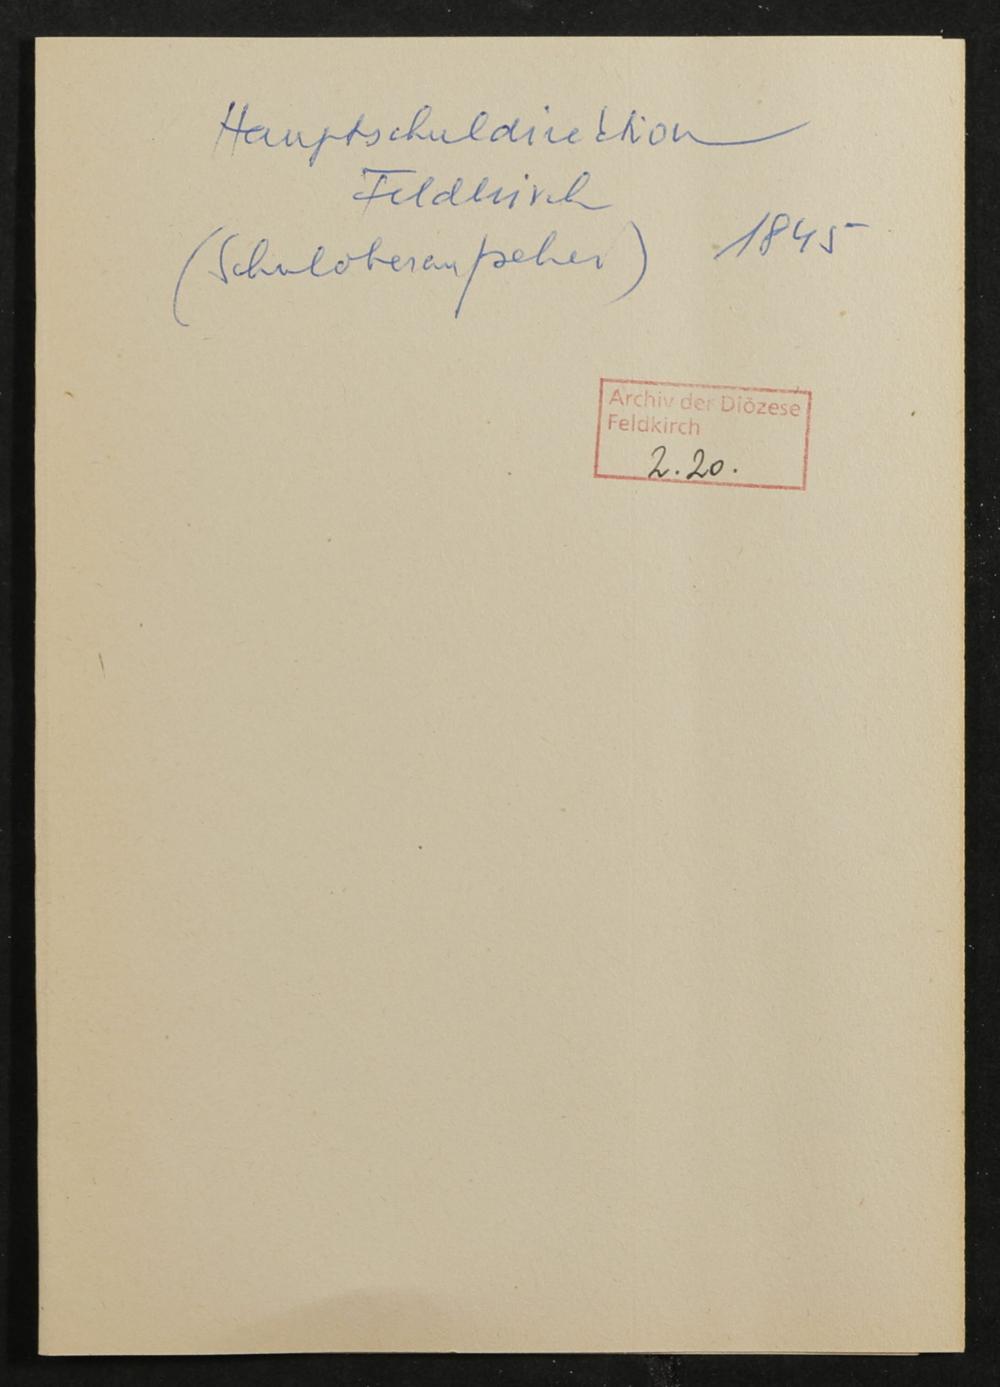 Hauptschuldirektion
Feldkirch
(Schuloberaufseher) 1845
Archiv der Diözese
Feldkirch
2.20.